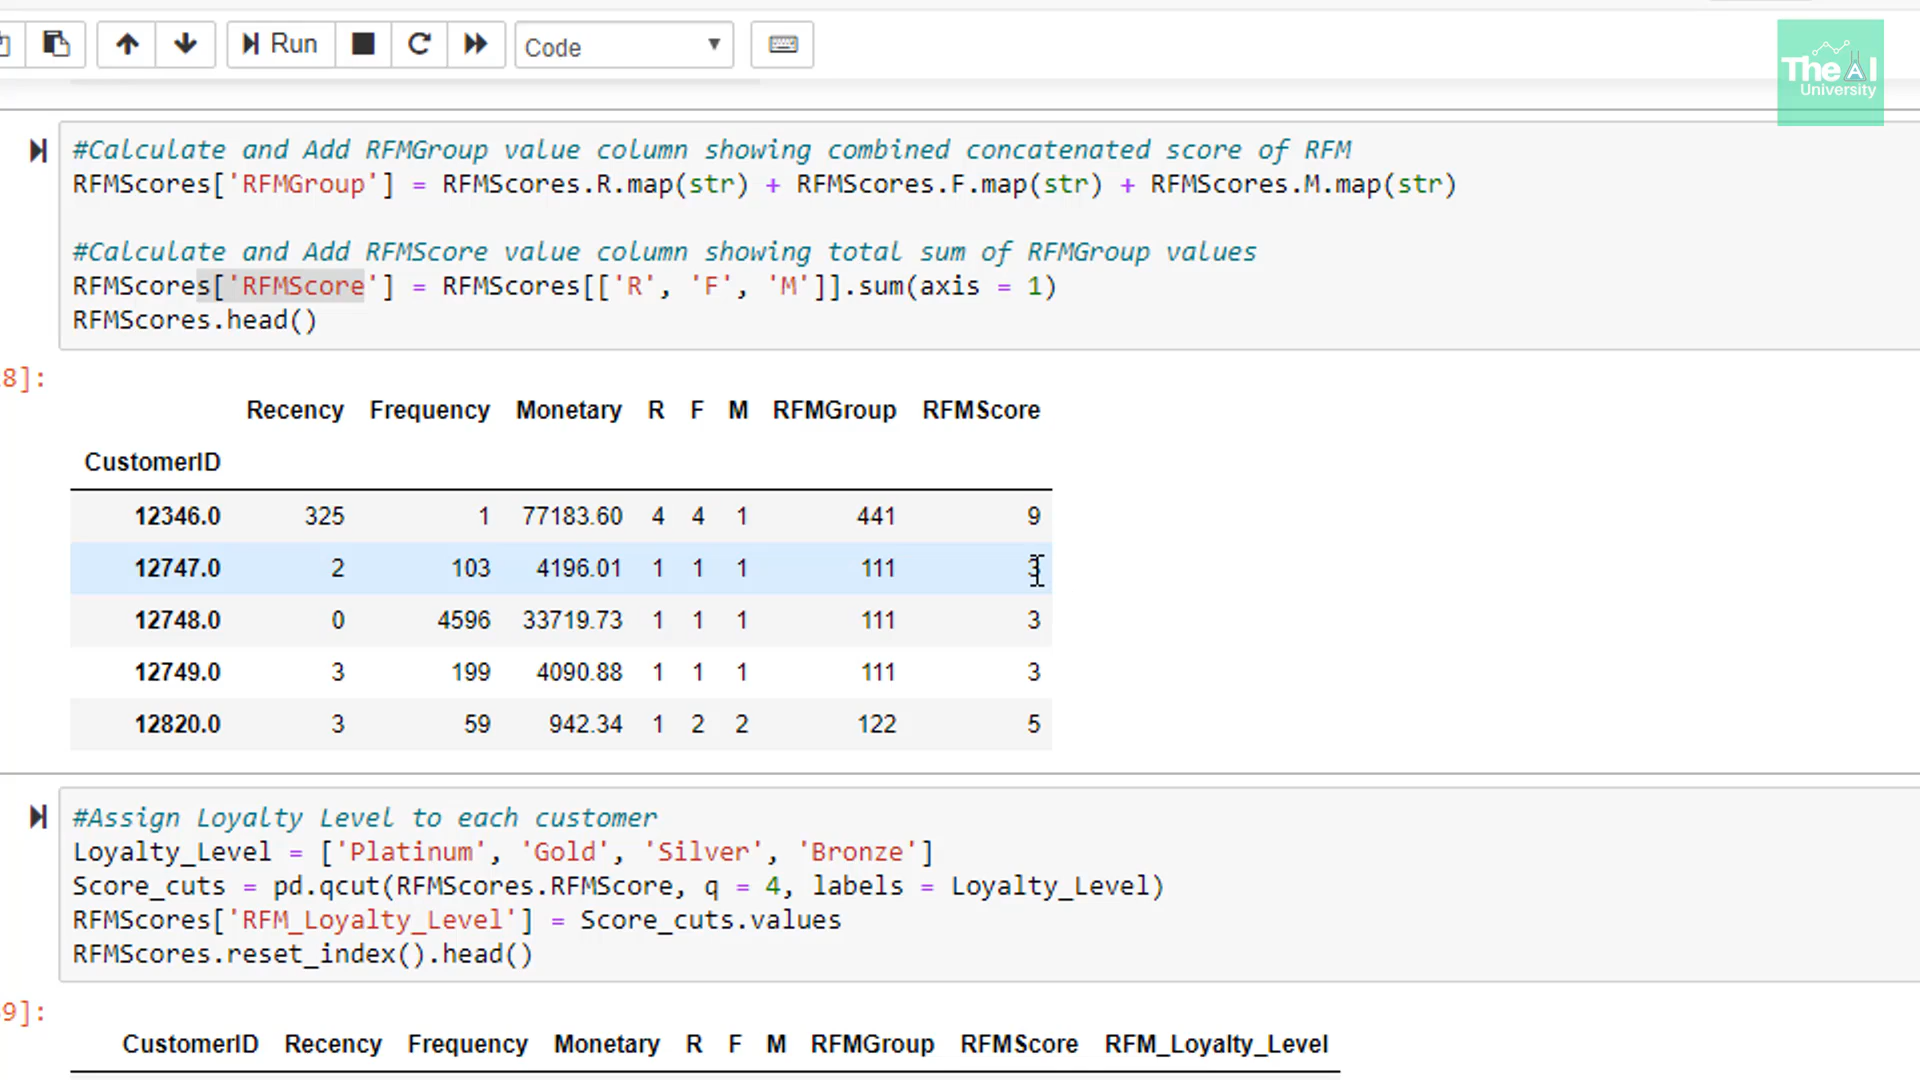 Run
Code
The AI
University
#Calculate and Add RFMGroup value column showing combined concatenated score of RFM
RFMScores['RFMGroup'] = RFMScores.R.map(str) + RFMScores.F.map(str) + RFMScores.M.map(str)
#Calculate and Add RFMScore value column showing total sum of RFMGroup values
RFMScores['RFMScore'] = RFMScores[['R', 'F', 'M']].sum(axis = 1)
RFMScores.head()
8]:
Recency Frequency Monetary R F M RFMGroup RFMScore
CustomerID
12346.0 325 1 77183.60 4 4 1 441 9
12747.0 2 103 4196.01 1 1 1 111 3
12748.0 0 4596 33719.73 1 1 1 111 3
12749.0 3 199 4090.88 1 1 1 111 3
12820.0 3 59 942.34 1 2 2 122 5
#Assign Loyalty Level to each customer
Loyalty_Level = ['Platinum', 'Gold', 'Silver', 'Bronze']
Score_cuts = pd.qcut(RFMScores.RFMScore, q = 4, labels = Loyalty_Level)
RFMScores['RFM_Loyalty_Level'] = Score_cuts.values
RFMScores.reset_index().head()
9]:
CustomerID Recency Frequency Monetary R F M RFMGroup RFMScore RFM_Loyalty_Level